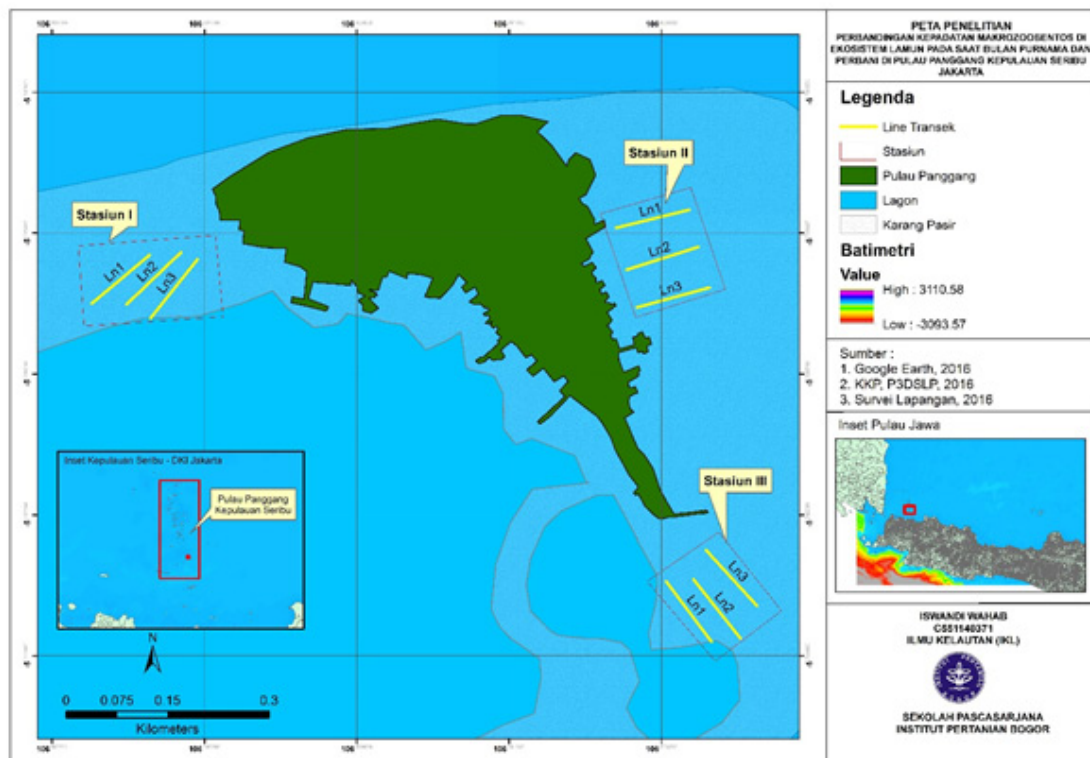 PETA PENELITIAN
PERBANDINGAN KEPADATAN MAKROZOOBENTOS DI
EKOSISTEM LAMUN PADA SAAT BULAN PURNAMA DAN
PERBANI DI PULAU PANGGANG KEPULAUAN SERIBU
JAKARTA
Legenda
Line Transek
Stasiun
Pulau Panggang
Lagon
Karang Pasir
Batimetri
Value
High : 3110.58
Low : -3093.57
Sumber :
1. Google Earth, 2016
2. KKP, P3DSLP, 2016
3. Survei Lapangan, 2016
Inset Pulau Jawa
ISWANDI WAHAB
C551140371
ILMU KELAUTAN (IKL)
SEKOLAH PASCASARJANA
INSTITUT PERTANIAN BOGOR
Stasiun I
Ln1
Ln2
Ln3
Stasiun II
Ln1
Ln2
Ln3
Stasiun III
Ln3
Ln2
Ln1
Inset Kepulauan Seribu - DKI Jakarta
Pulau Panggang
Kepulauan Seribu
N
0 0.075 0.15 0.3
Kilometers